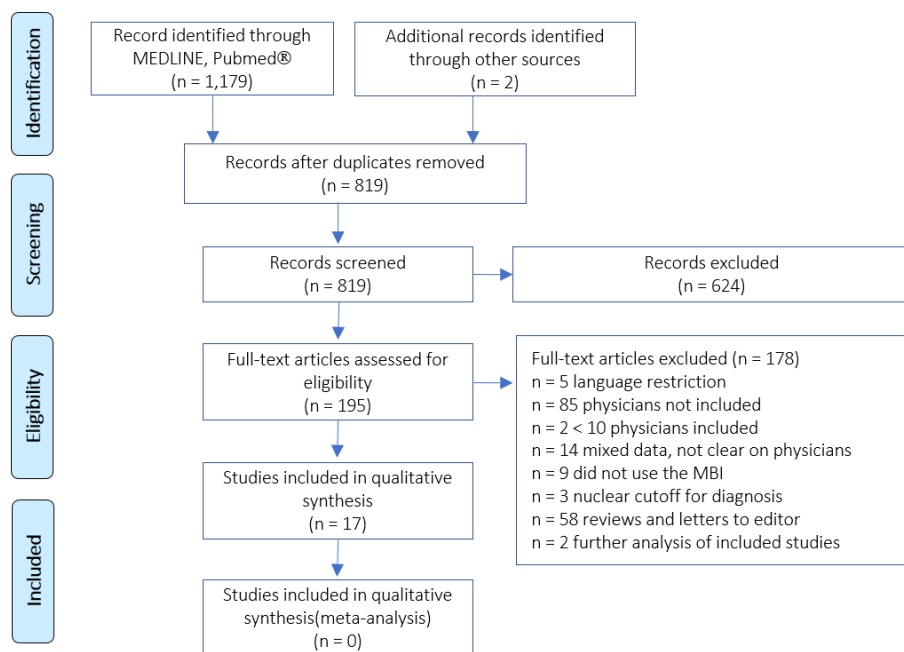 Identification
Record identified through
MEDLINE, Pubmed®
(n = 1,179)
Additional records identified
through other sources
(n = 2)
Records after duplicates removed
(n = 819)
Screening
Records screened
(n = 819)
Records excluded
(n = 624)
Eligibility
Full-text articles assessed for
eligibility
(n = 195)
Full-text articles excluded (n = 178)
n = 5 language restriction
n = 85 physicians not included
n = 2 < 10 physicians included
n = 14 mixed data, not clear on physicians
n = 9 did not use the MBI
n = 3 nuclear cutoff for diagnosis
n = 58 reviews and letters to editor
n = 2 further analysis of included studies
Studies included in qualitative
synthesis
(n = 17)
Included
Studies included in qualitative
synthesis(meta-analysis)
(n = 0)